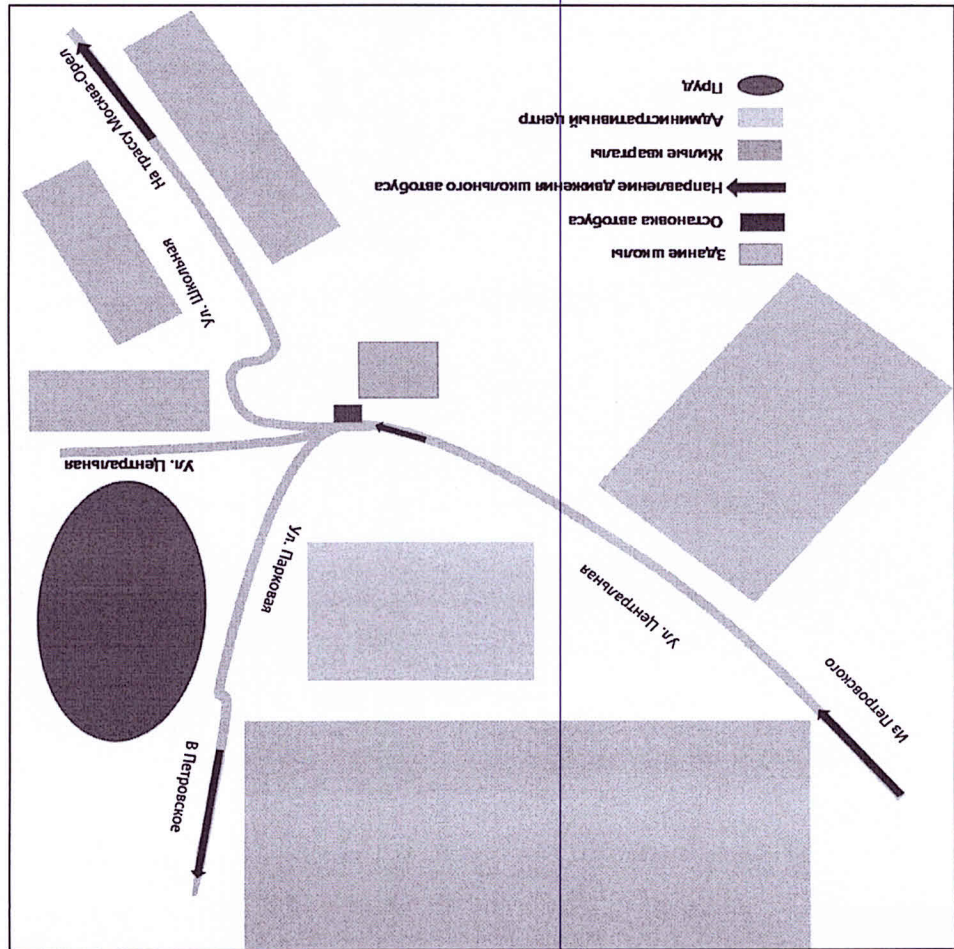 Здание школы
Остановка автобуса
Направление движения школьного автобуса
Жилые кварталы
Административный центр
Пруд
Из Петровского
Ул. Центральная
В Петровское
Ул. Парковая
Ул. Центральная
Ул. Школьная
На трассу Москва-Орел